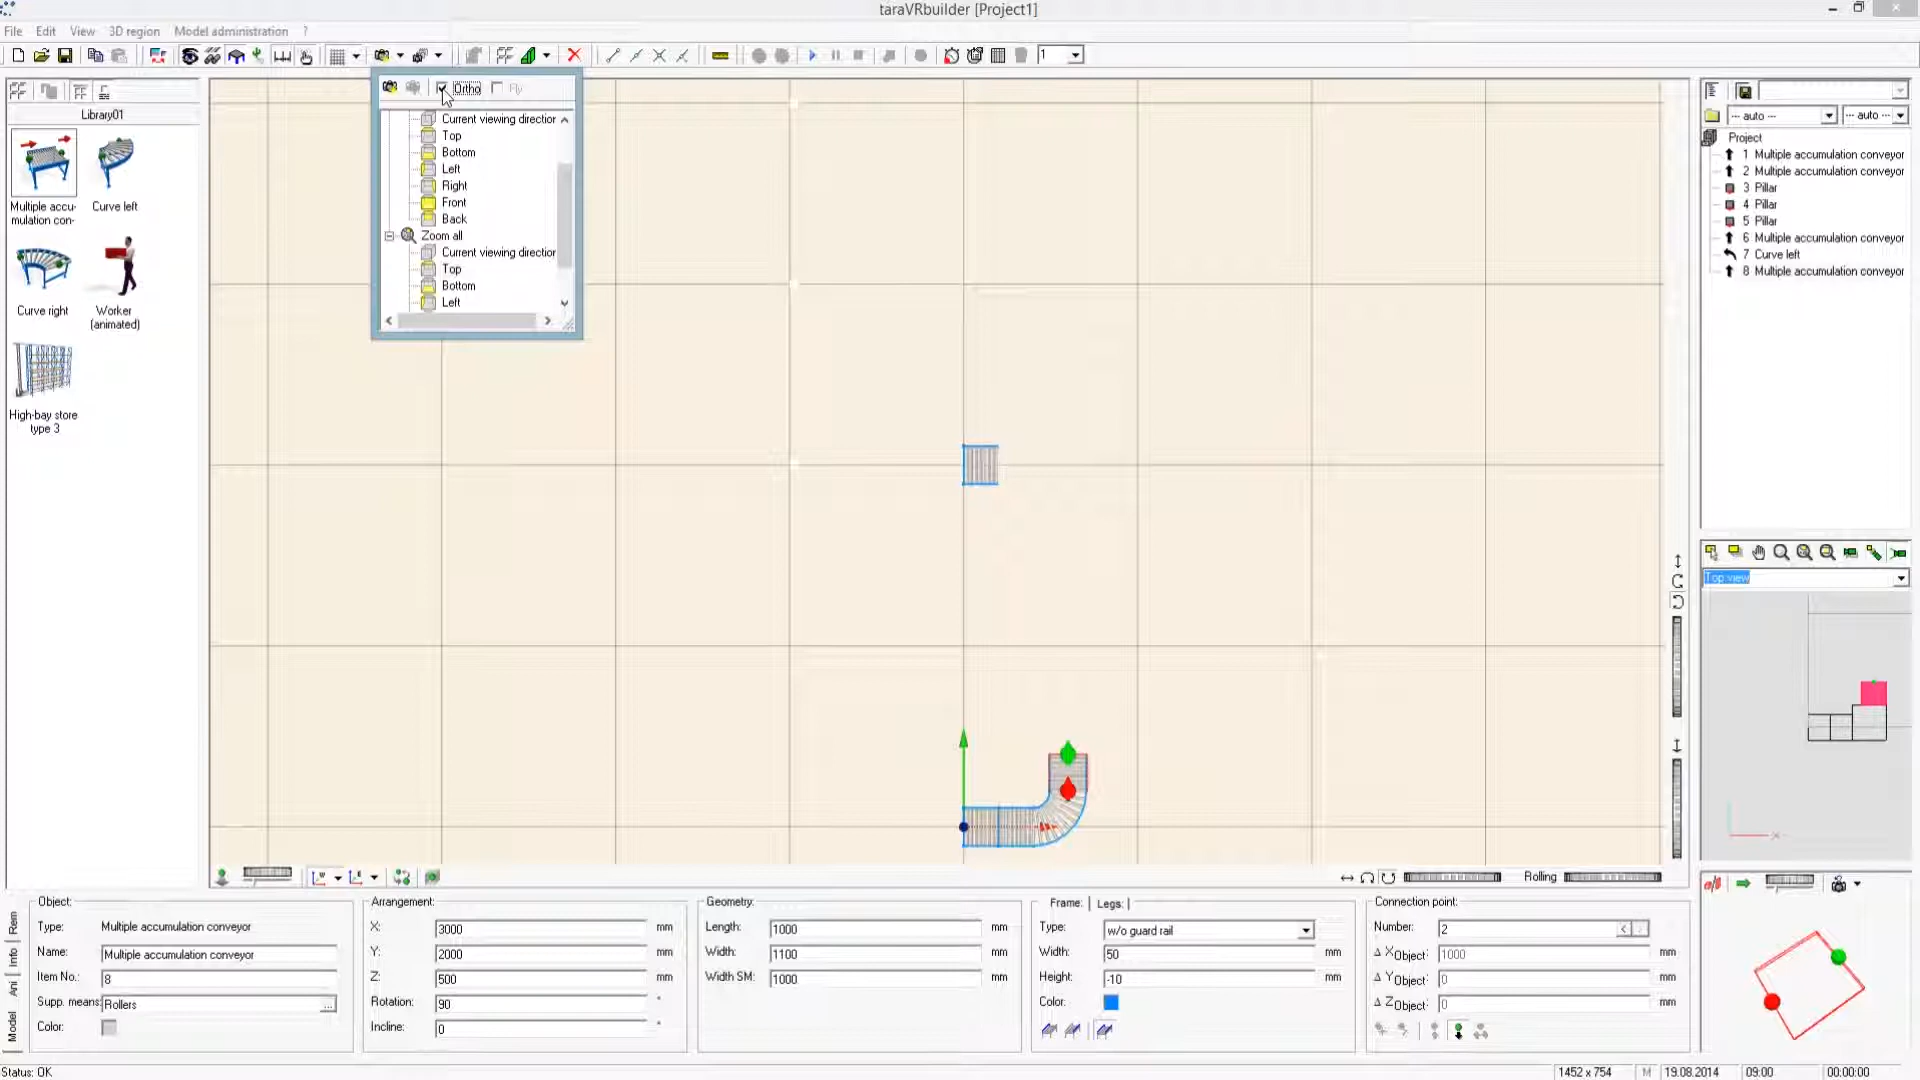 taraVRbuilder [Project1]
File Edit View 3D region Model administration ?
1
Library01
Multiple accu-
mulation con-
Curve left
Curve right
Worker
(animated)
High-bay store
type 3
Ortho Fly
Current viewing direction
Top
Bottom
Left
Right
Front
Back
Zoom all
Current viewing direction
Top
Bottom
Left
-- auto -- -- auto --
Project
1 Multiple accumulation conveyor
2 Multiple accumulation conveyor
3 Pillar
4 Pillar
5 Pillar
6 Multiple accumulation conveyor
7 Curve left
8 Multiple accumulation conveyor
Top view
Rolling
Rem
Info
Ani
Model
Object:
Type: Multiple accumulation conveyor
Name: Multiple accumulation conveyor
Item No.: 8
Supp. means: Rollers ...
Color:
Arrangement:
X: 3000 mm
Y: 2000 mm
Z: 500 mm
Rotation: 90 °
Incline: 0 °
Geometry:
Length: 1000 mm
Width: 1100 mm
Width SM: 1000 mm
Frame: | Legs: |
Type: w/o guard rail
Width: 50 mm
Height: -10 mm
Color:
Connection point:
Number: 2
Δ XObject: 1000 mm
Δ YObject: 0 mm
Δ ZObject: 0 mm
Status: OK
1452 x 754 M 19.08.2014 09:00 00:00:00